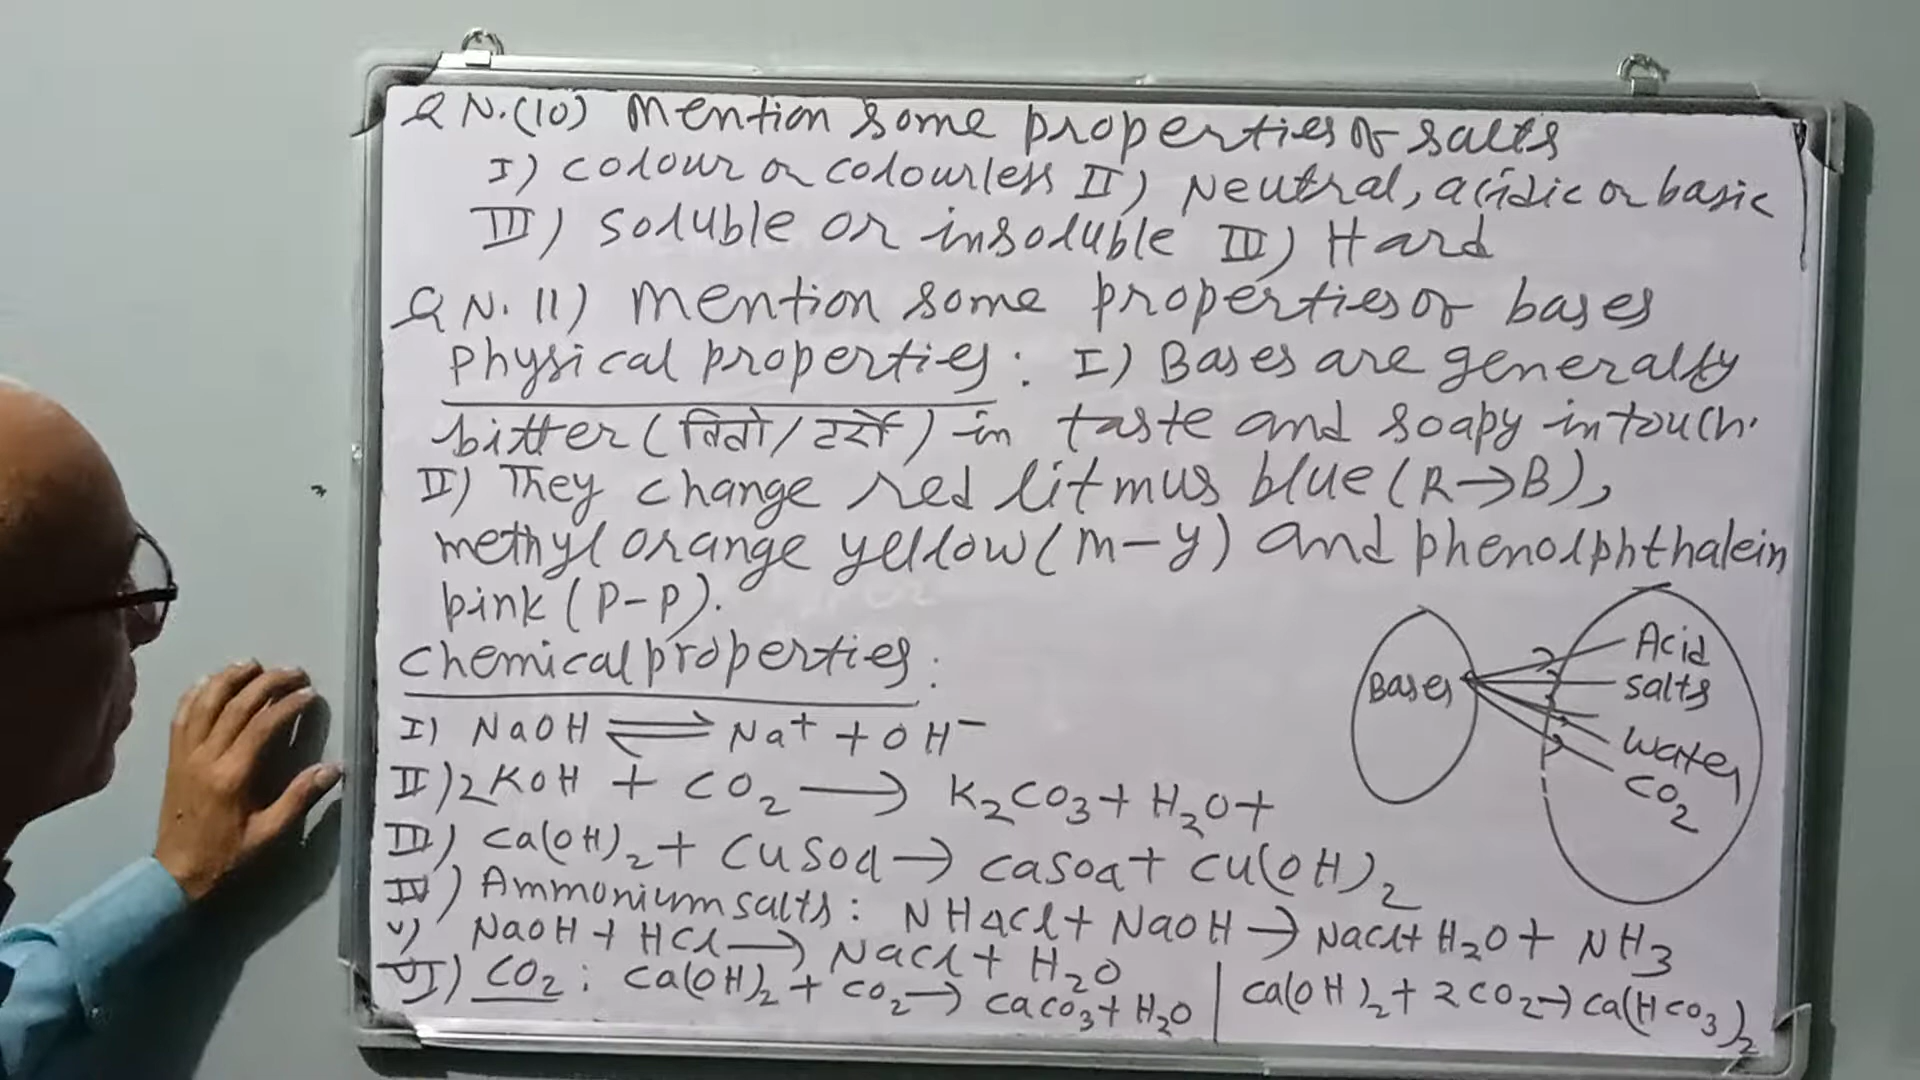 Q N.(10) Mention some properties of salts
I) colour or colourless II) Neutral, acidic or basic
III) soluble or insoluble III) Hard
Q N. 11) Mention some properties of bases
Physical properties: I) Bases are generally
bitter (तितो/टर्रो) in taste and soapy in touch.
II) They change red litmus blue (R→B),
methyl orange yellow (m-y) and phenolphthalein
pink (P-P).
Chemical properties:
I) NaOH ⇌ Na⁺ + OH⁻
II) 2KOH + CO₂ → K₂CO₃ + H₂O+
III) Ca(OH)₂ + CuSO₄ → CaSO₄ + Cu(OH)₂
IV) Ammonium salts: NH₄Cl + NaOH → NaCl + H₂O + NH₃
V) NaOH + HCl → NaCl + H₂O
VI) CO₂: Ca(OH)₂ + CO₂ → CaCO₃ + H₂O | Ca(OH)₂ + 2CO₂ → Ca(HCO₃)₂
Bases
Acid
Salts
Water
CO₂